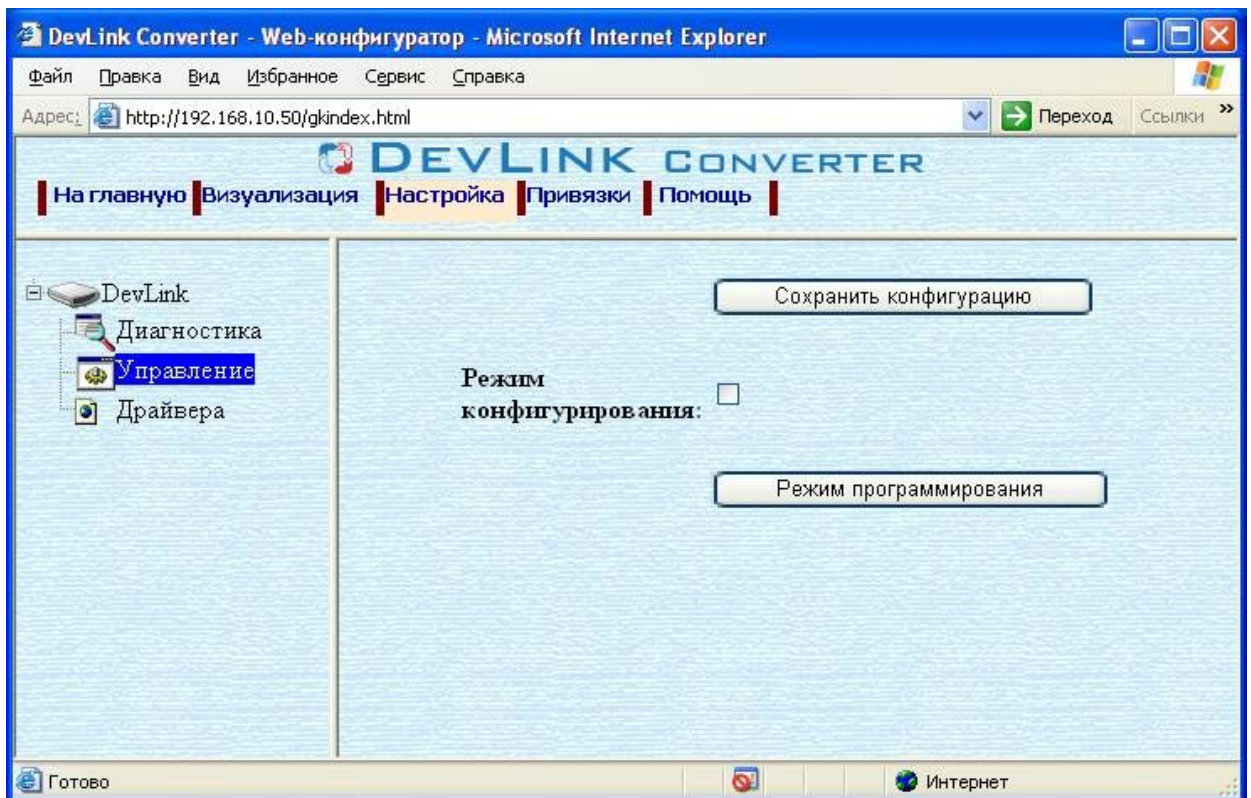 DevLink Converter - Web-конфигуратор - Microsoft Internet Explorer
Файл Правка Вид Избранное Сервис Справка
Адрес: http://192.168.10.50/gkindex.html Переход Ссылки »
DEVLINK CONVERTER
На главную Визуализация Настройка Привязки Помощь
DevLink
Диагностика
Управление
Драйвера
Сохранить конфигурацию
Режим
конфигурирования:
Режим программирования
Готово Интернет